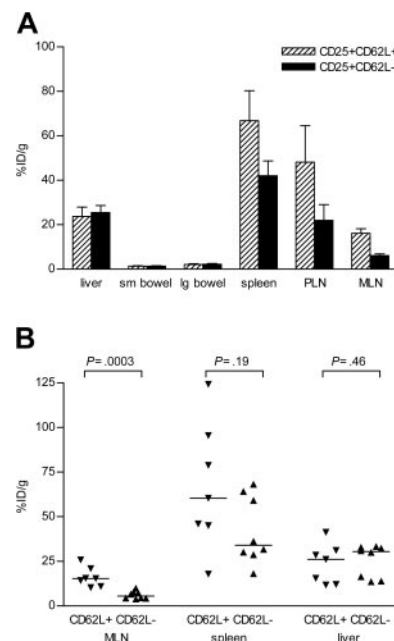 A
CD25+CD62L+
CD25+CD62L-
100
80
60
40
20
0
%ID/g
liver sm bowel lg bowel spleen PLN MLN
B
P= .0003 P= .19 P= .46
125
100
75
50
25
0
%ID/g
CD62L+ CD62L- CD62L+ CD62L- CD62L+ CD62L-
MLN spleen liver